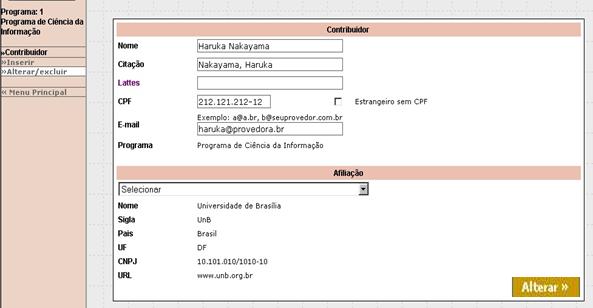 Programa: 1
Programa de Ciência da
Informação
»Contribuidor
»Inserir
»Alterar/excluir
« Menu Principal
Contribuidor
Nome Haruka Nakayama
Citação Nakayama, Haruka
Lattes
CPF 212.121.212-12 Estrangeiro sem CPF
Exemplo: a@a.br, b@seuprovedor.com.br
E-mail haruka@provedora.br
Programa Programa de Ciência da Informação
Afiliação
Selecionar
Nome Universidade de Brasília
Sigla UnB
Pais Brasil
UF DF
CNPJ 10.101.010/1010-10
URL www.unb.org.br
Alterar »